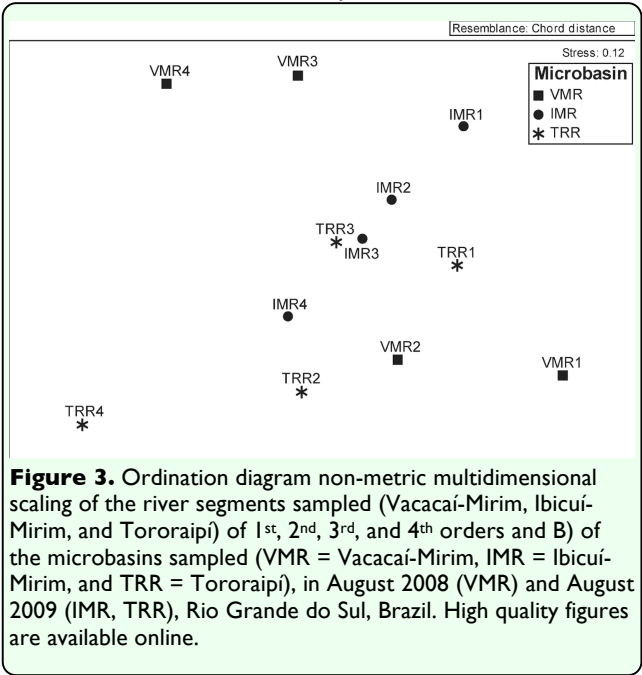 Resemblance: Chord distance
Stress: 0.12
Microbasin
VMR
IMR
TRR
VMR4
VMR3
IMR1
IMR2
TRR3
IMR3
TRR1
IMR4
VMR2
VMR1
TRR2
TRR4
Figure 3. Ordination diagram non-metric multidimensional
scaling of the river segments sampled (Vacacaí-Mirim, Ibicuí-
Mirim, and Tororaipí) of 1st, 2nd, 3rd, and 4th orders and B) of
the microbasins sampled (VMR = Vacacaí-Mirim, IMR = Ibicuí-
Mirim, and TRR = Tororaipí), in August 2008 (VMR) and August
2009 (IMR, TRR), Rio Grande do Sul, Brazil. High quality figures
are available online.